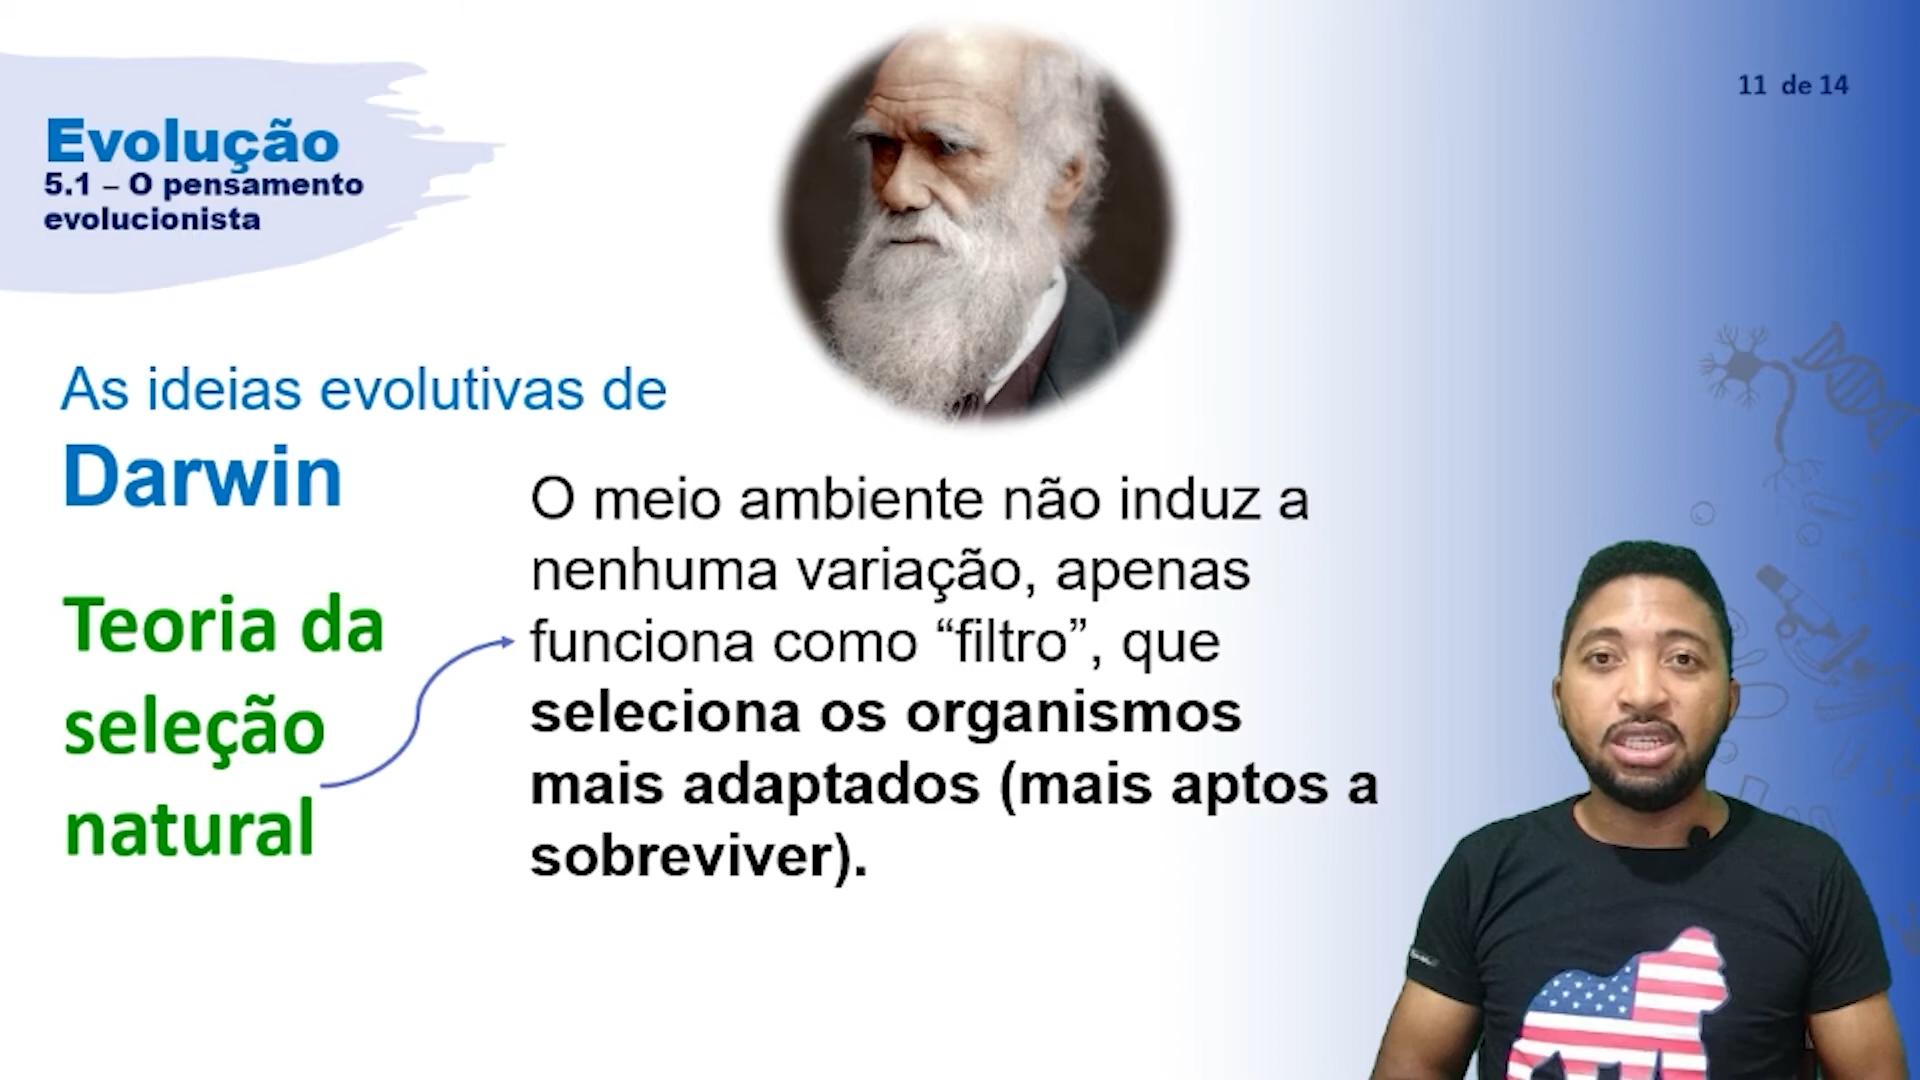 11 de 14
Evolução
5.1 – O pensamento
evolucionista
As ideias evolutivas de
Darwin
Teoria da
seleção
natural
O meio ambiente não induz a
nenhuma variação, apenas
funciona como “filtro”, que
seleciona os organismos
mais adaptados (mais aptos a
sobreviver).